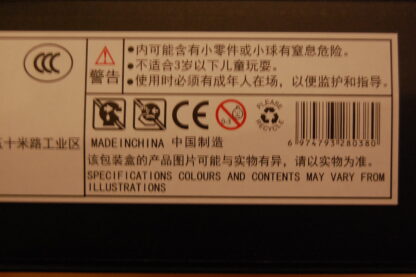 CCC
警告
●内可能含有小零件或小球有窒息危险。
●不适合3岁以下儿童玩耍。
●使用时必须有成年人在场，以便监护和指导。
CE
0-3
PLEASE RECYCLE
6 974793 280380
十米路工业区
MADEINCHINA 中国制造
该包装盒的产品图片可能与实物有异，请以实物为准。
SPECIFICATIONS COLOURS AND CONTENTS MAY VARY FROM
ILLUSTRATIONS